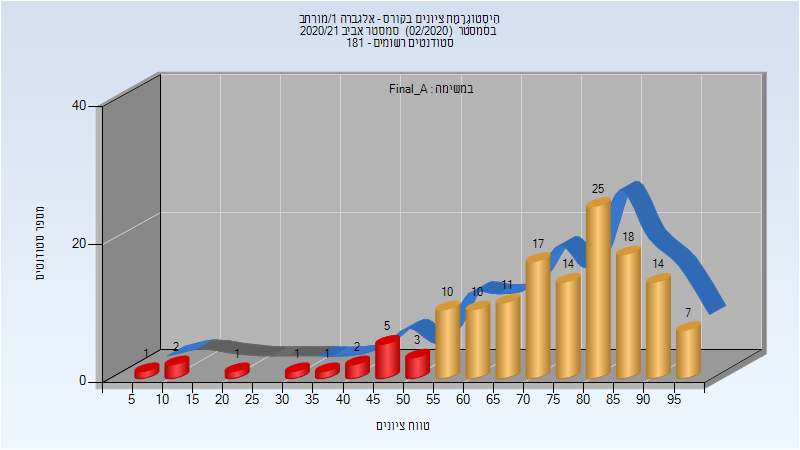 היסטוגרמת ציונים בקורס - אלגברה 1/מורחב
בסמסטר (02/2020) סמסטר אביב 2020/21
סטודנטים רשומים - 181
במשימה : Final_A
מספר סטודנטים
40
20
0
1 2 1 1 1 2 5 3 10 10 11 17 14 25 18 14 7
5 10 15 20 25 30 35 40 45 50 55 60 65 70 75 80 85 90 95
טווח ציונים